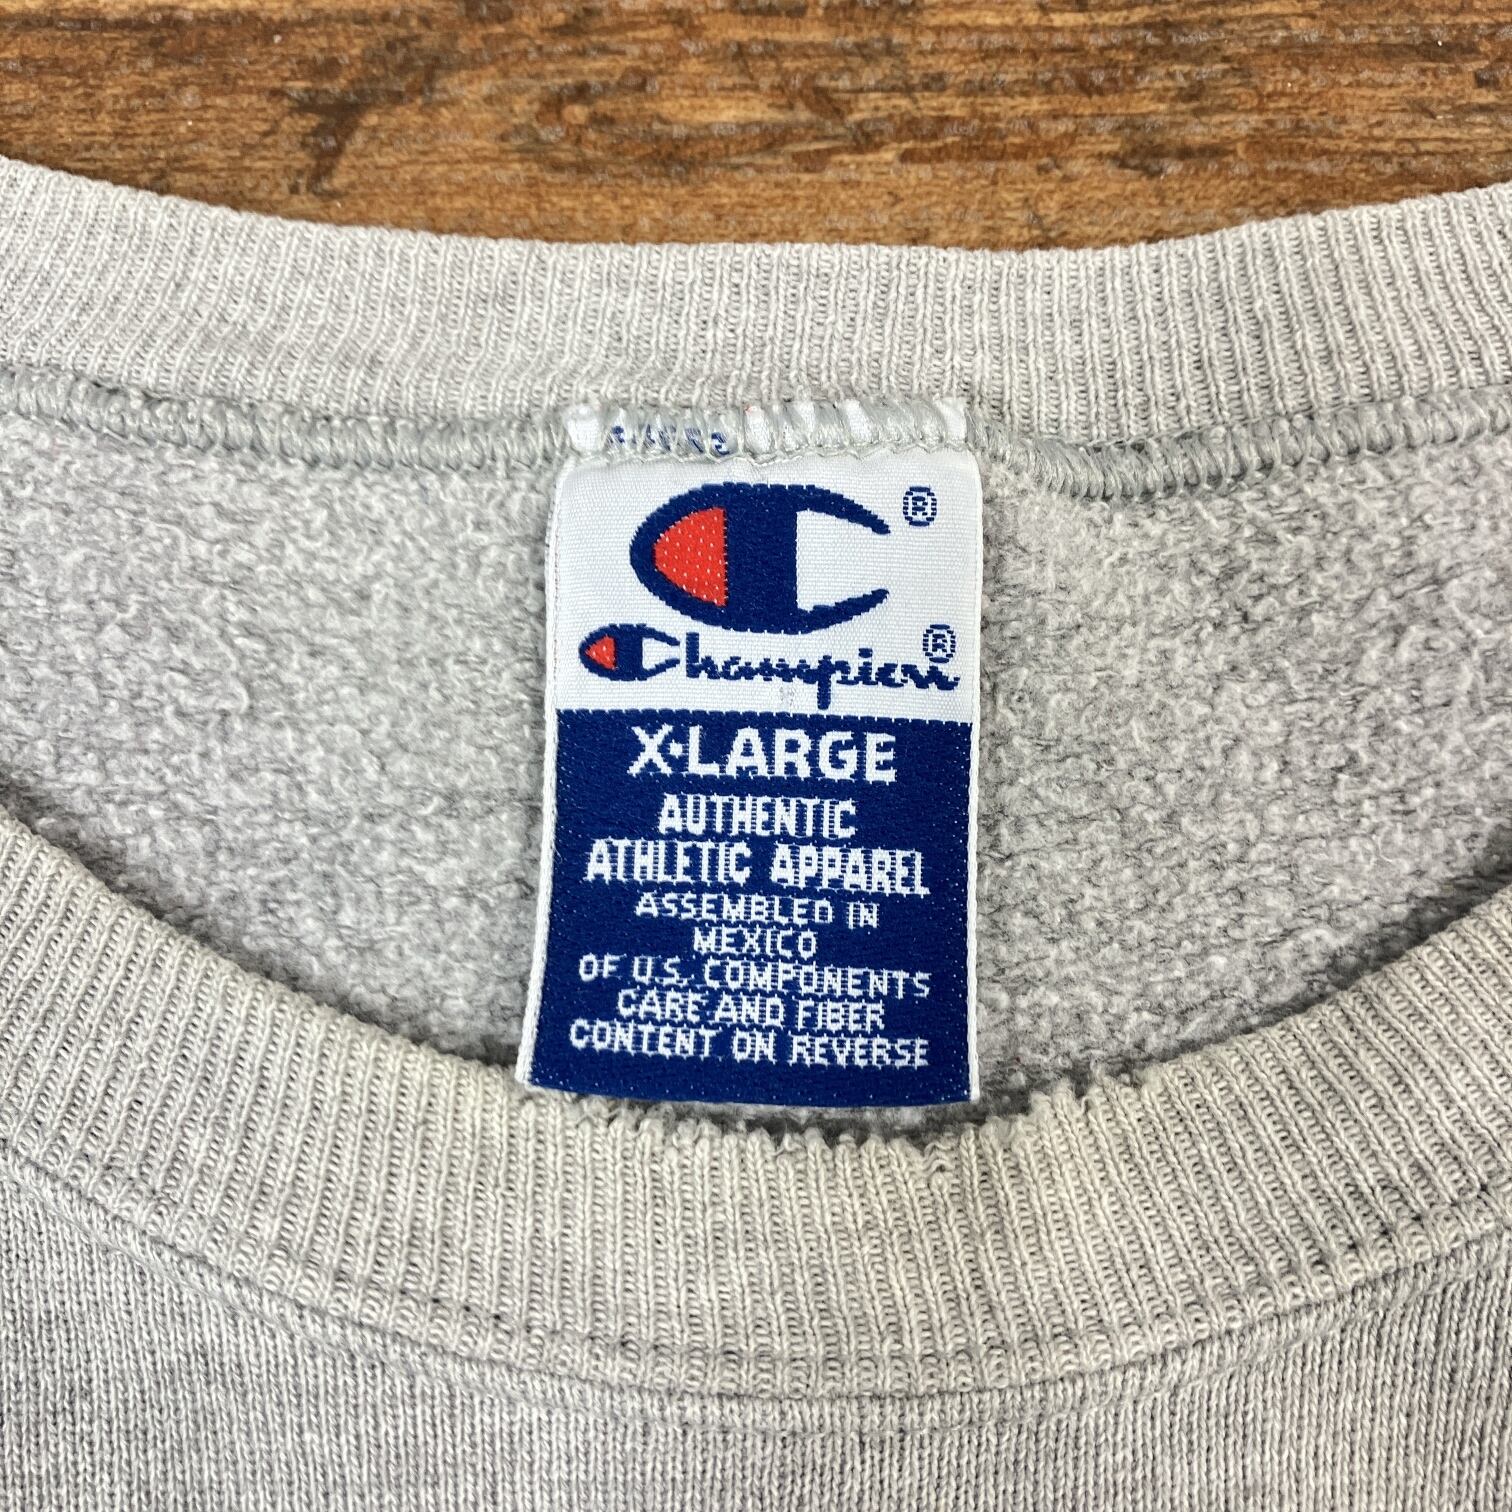 ®
Champion®
X-LARGE
AUTHENTIC
ATHLETIC APPAREL
ASSEMBLED IN
MEXICO
OF U.S. COMPONENTS
CARE AND FIBER
CONTENT ON REVERSE